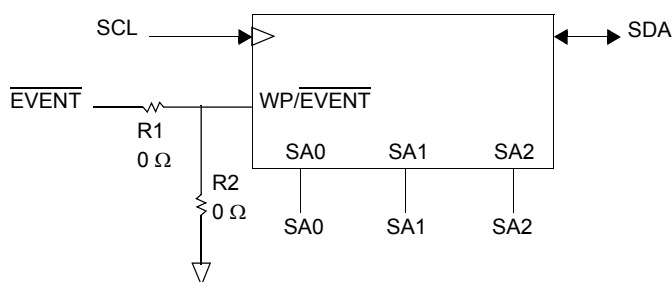 SCL
SDA
EVENT WP/EVENT
R1
0 Ω
SA0 SA1 SA2
R2
0 Ω
SA0 SA1 SA2